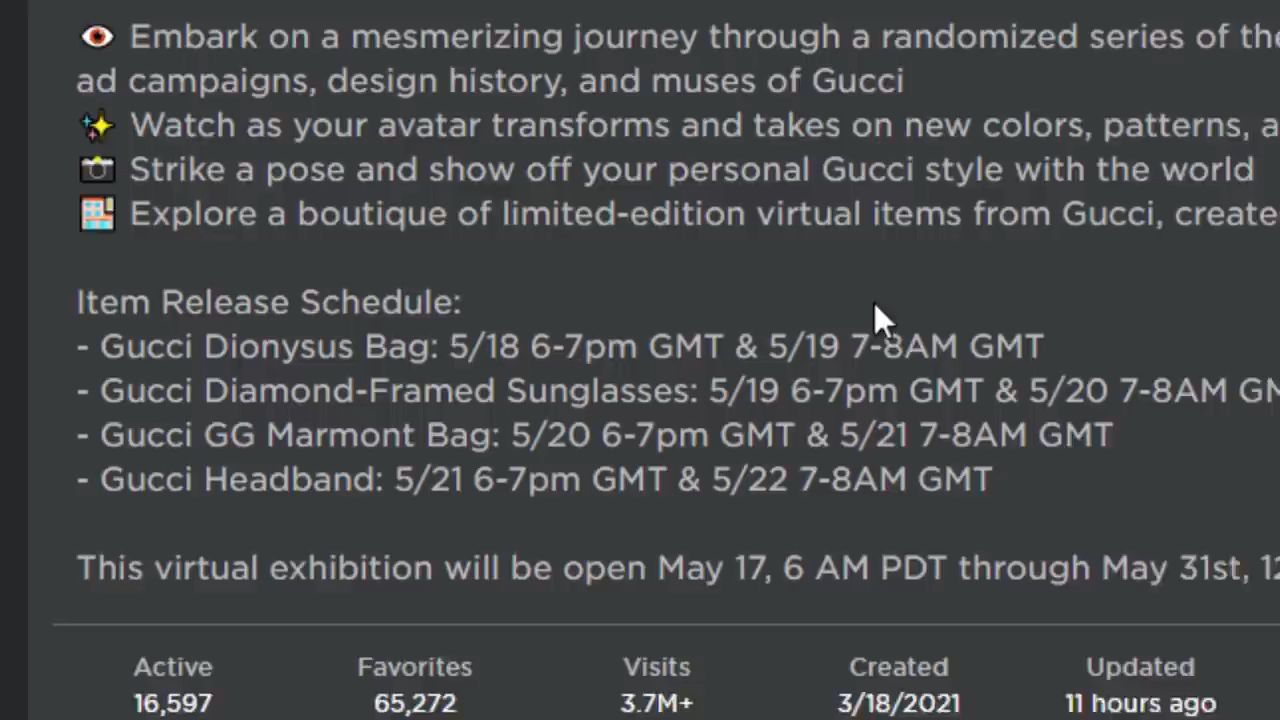 Embark on a mesmerizing journey through a randomized series of
ad campaigns, design history, and muses of Gucci
Watch as your avatar transforms and takes on new colors, patterns,
Strike a pose and show off your personal Gucci style with the world
Explore a boutique of limited-edition virtual items from Gucci,
Item Release Schedule:
- Gucci Dionysus Bag: 5/18 6-7pm GMT & 5/19 7-8AM GMT
- Gucci Diamond-Framed Sunglasses: 5/19 6-7pm GMT & 5/20 7-8AM
- Gucci GG Marmont Bag: 5/20 6-7pm GMT & 5/21 7-8AM GMT
- Gucci Headband: 5/21 6-7pm GMT & 5/22 7-8AM GMT
This virtual exhibition will be open May 17, 6 AM PDT through May 31st,
Active Favorites Visits Created Updated
16,597 65,272 3.7M+ 3/18/2021 11 hours ago